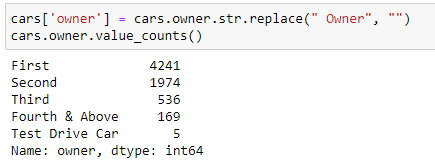 cars['owner'] = cars.owner.str.replace(" Owner", "")
cars.owner.value_counts()
First 4241
Second 1974
Third 536
Fourth & Above 169
Test Drive Car 5
Name: owner, dtype: int64